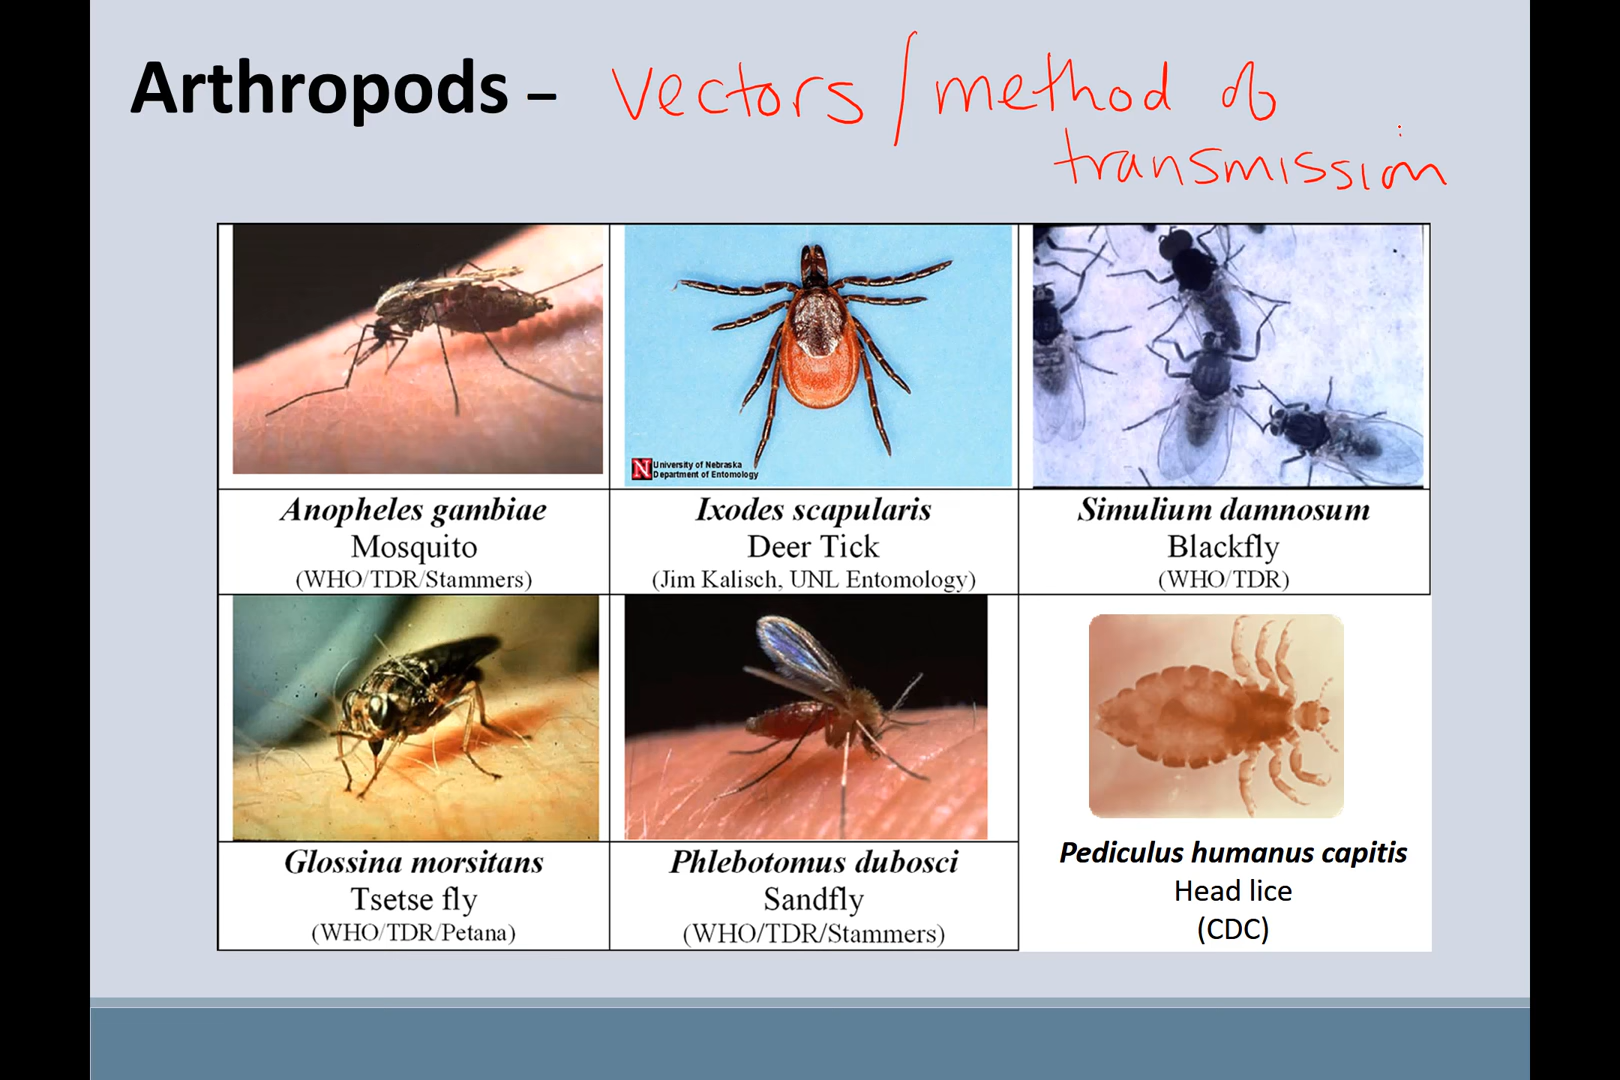 Arthropods – vectors / method of
transmission
N University of Nebraska
Department of Entomology
Anopheles gambiae
Mosquito
(WHO/TDR/Stammers)
Ixodes scapularis
Deer Tick
(Jim Kalisch, UNL Entomology)
Simulium damnosum
Blackfly
(WHO/TDR)
Glossina morsitans
Tsetse fly
(WHO/TDR/Petana)
Phlebotomus dubosci
Sandfly
(WHO/TDR/Stammers)
Pediculus humanus capitis
Head lice
(CDC)